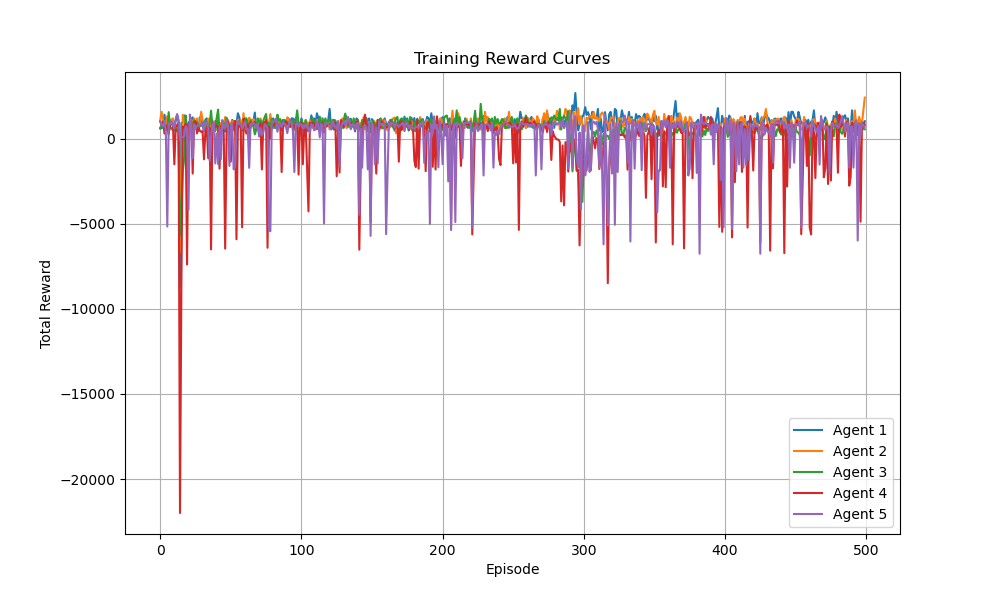 Training Reward Curves
Total Reward
0
−5000
−10000
−15000
−20000
0
100
200
300
400
500
Episode
Agent 1
Agent 2
Agent 3
Agent 4
Agent 5